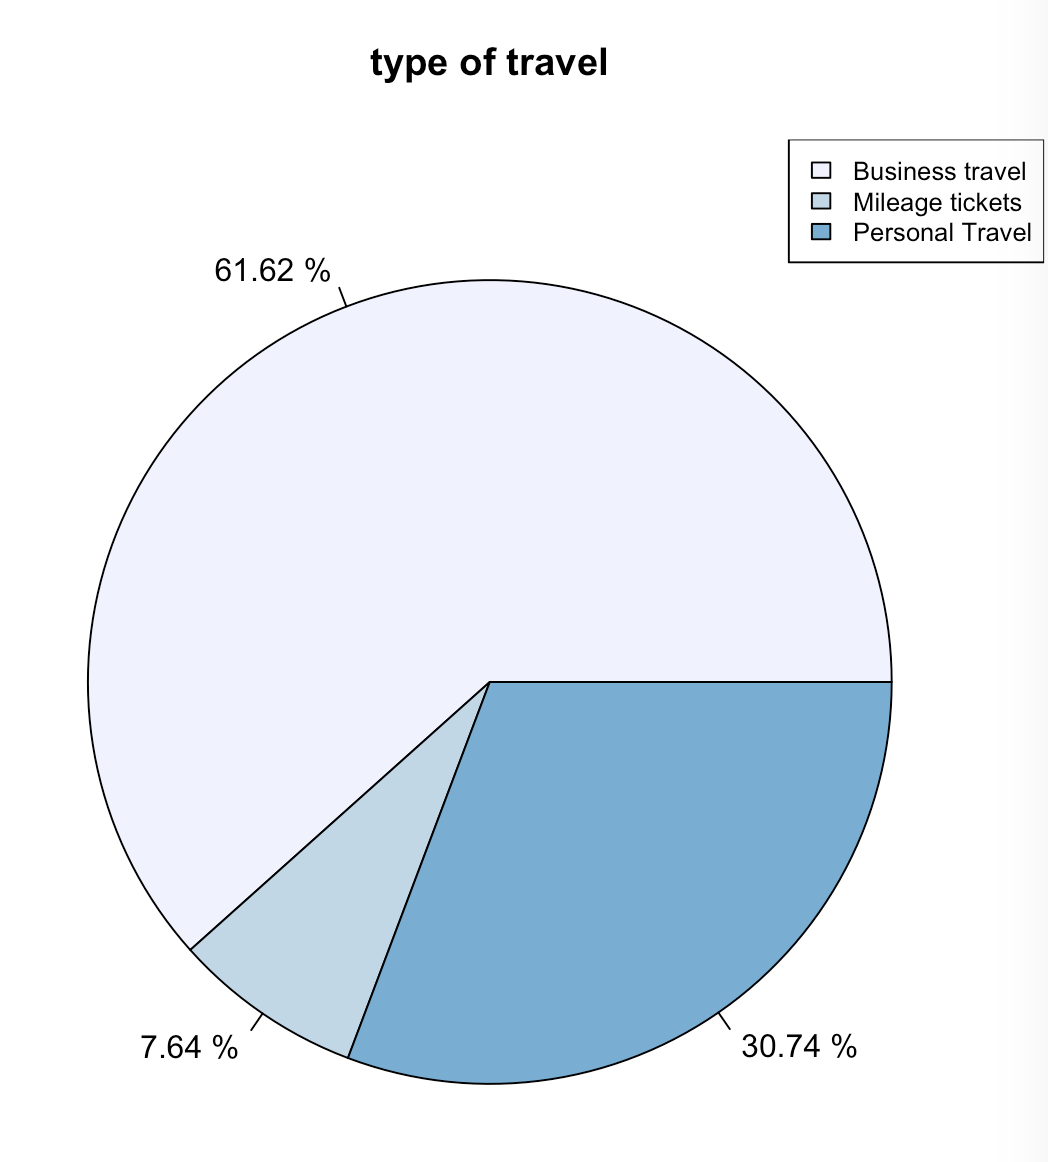 type of travel
Business travel
Mileage tickets
Personal Travel
61.62 %
7.64 %
30.74 %